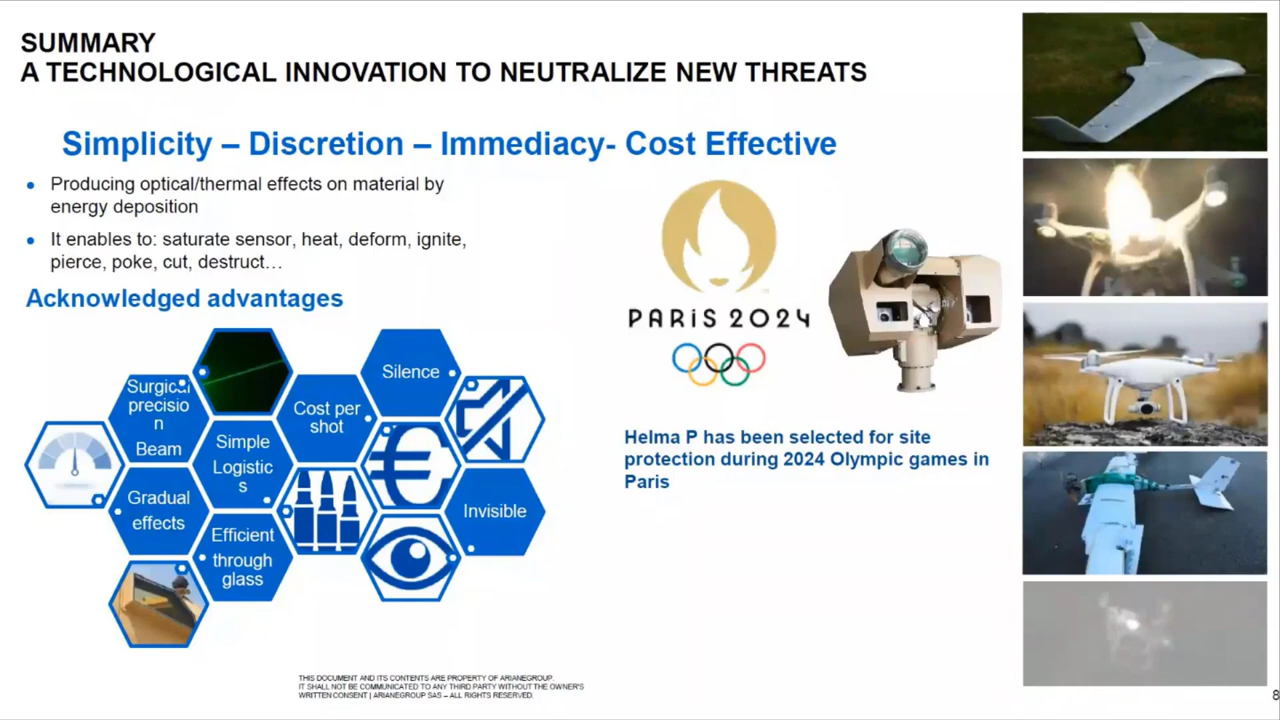 SUMMARY
A TECHNOLOGICAL INNOVATION TO NEUTRALIZE NEW THREATS
Simplicity – Discretion – Immediacy- Cost Effective
• Producing optical/thermal effects on material by
energy deposition
• It enables to: saturate sensor, heat, deform, ignite,
pierce, poke, cut, destruct…
Acknowledged advantages
Surgical
precisio
n
Beam
Gradual
effects
Simple
Logistic
s
Efficient
through
glass
Cost per
shot
€
Silence
Invisible
PARiS 2024
Helma P has been selected for site
protection during 2024 Olympic games in
Paris
THIS DOCUMENT AND ITS CONTENTS ARE PROPERTY OF ARIANEGROUP.
IT SHALL NOT BE COMMUNICATED TO ANY THIRD PARTY WITHOUT THE OWNER'S
WRITTEN CONSENT | ARIANEGROUP SAS – ALL RIGHTS RESERVED.
8